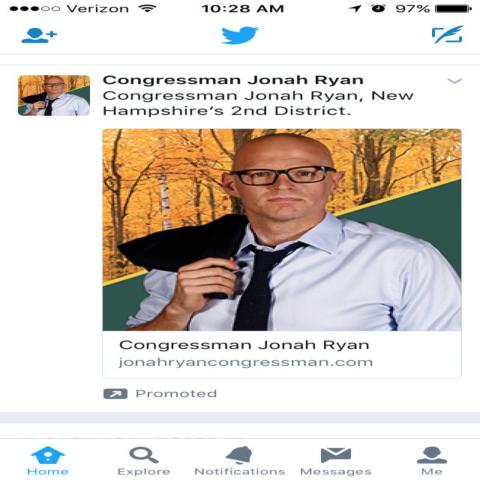 Verizon 10:28 AM 97%
Congressman Jonah Ryan
Congressman Jonah Ryan, New
Hampshire's 2nd District.
Congressman Jonah Ryan
jonahryancongressman.com
Promoted
Home Explore Notifications Messages Me